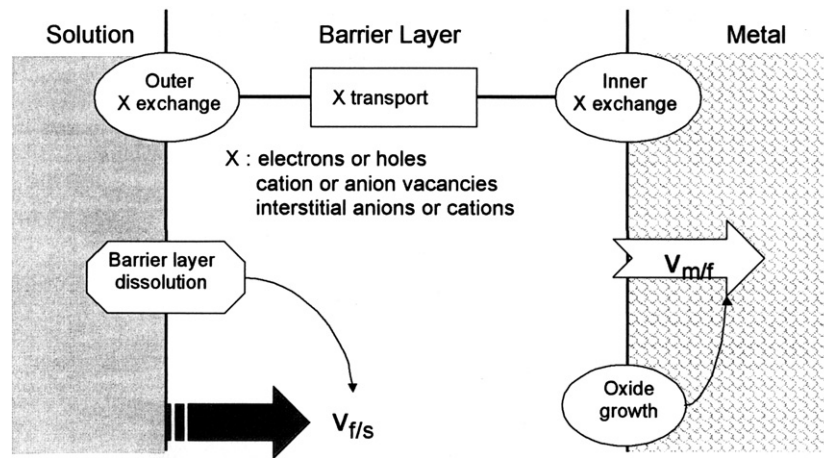 Solution Barrier Layer Metal
Outer
X exchange
X transport
Inner
X exchange
X : electrons or holes
cation or anion vacancies
interstitial anions or cations
Barrier layer
dissolution
Vm/f
Vf/s
Oxide
growth